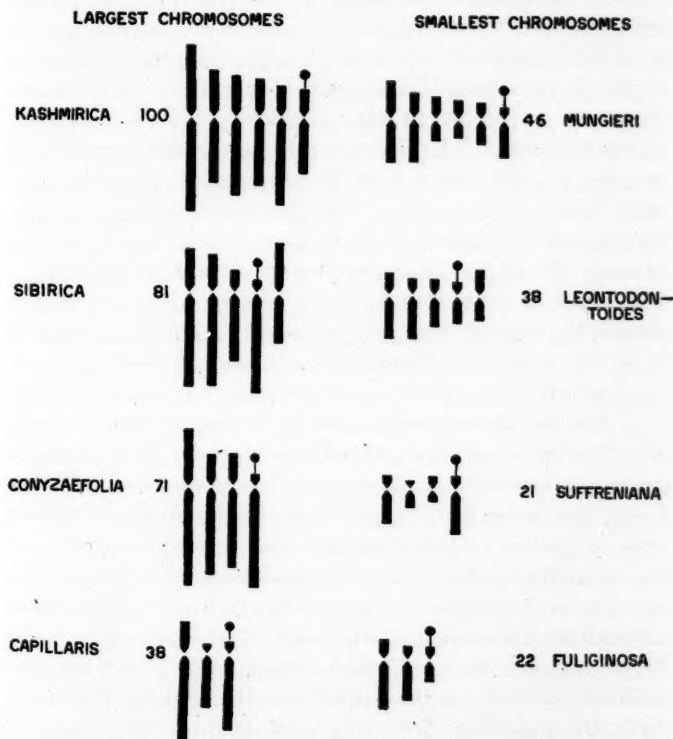 LARGEST CHROMOSOMES
SMALLEST CHROMOSOMES
KASHMIRICA 100
46 MUNGIERI
SIBIRICA 81
38 LEONTODON-
TOIDES
CONYZAEFOLIA 71
21 SUFFRENIANA
CAPILLARIS 38
22 FULIGINOSA